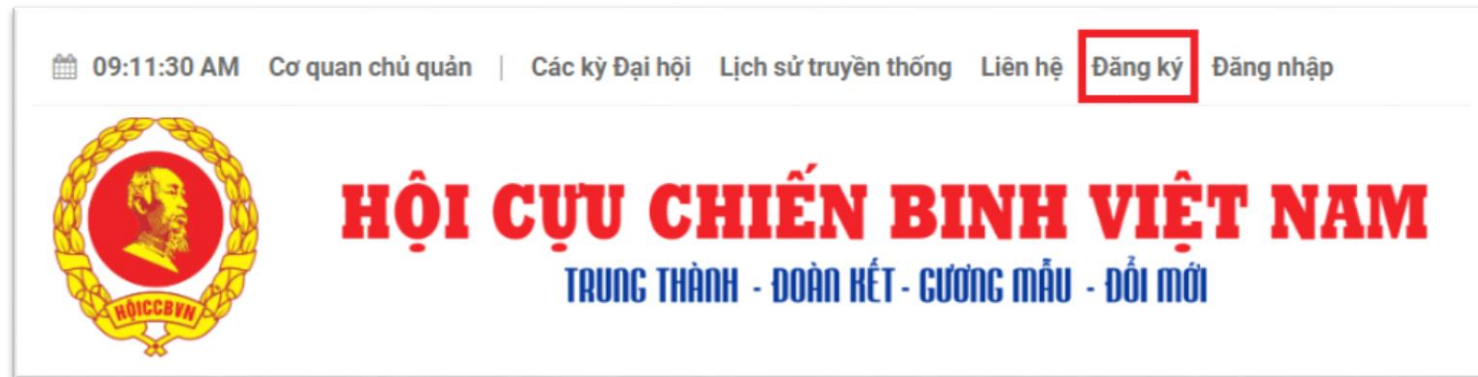 09:11:30 AM Cơ quan chủ quản | Các kỳ Đại hội Lịch sử truyền thống Liên hệ Đăng ký Đăng nhập
HỘI CỰU CHIẾN BINH VIỆT NAM
TRUNG THÀNH - ĐOÀN KẾT - GƯƠNG MẪU - ĐỔI MỚI
HỘICCBVN